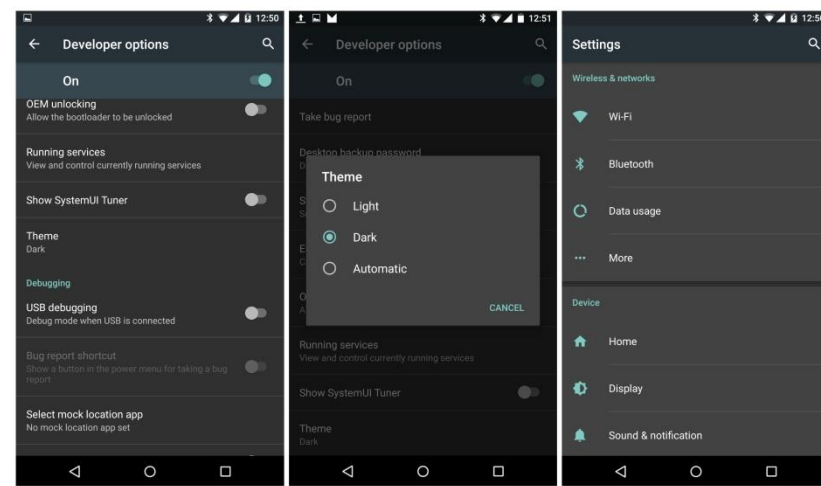 12:50
Developer options
On
OEM unlocking
Allow the bootloader to be unlocked
Running services
View and control currently running services
Show SystemUI Tuner
Theme
Dark
Debugging
USB debugging
Debug mode when USB is connected
Bug report shortcut
Show a button in the power menu for taking a bug
report
Select mock location app
No mock location app set
12:51
Developer options
On
Take bug report
Desktop backup password
Theme
Light
Dark
Automatic
CANCEL
Running services
View and control currently running services
Show SystemUI Tuner
Theme
Dark
12:50
Settings
Wireless & networks
Wi-Fi
Bluetooth
Data usage
More
Device
Home
Display
Sound & notification